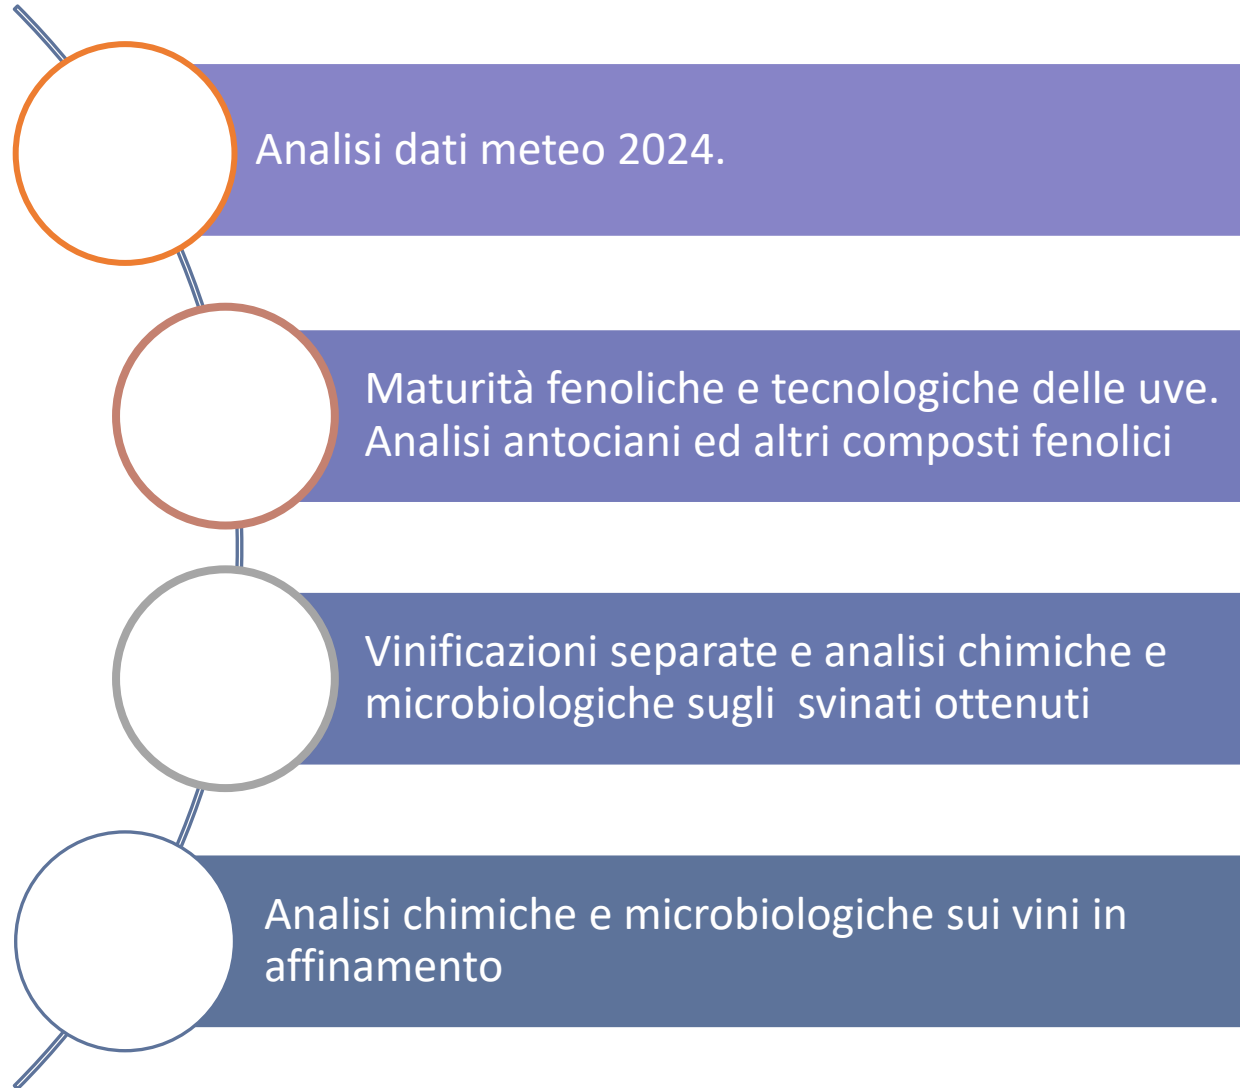 Analisi dati meteo 2024.
Maturità fenoliche e tecnologiche delle uve.
Analisi antociani ed altri composti fenolici
Vinificazioni separate e analisi chimiche e
microbiologiche sugli  svinati ottenuti
Analisi chimiche e microbiologiche sui vini in
affinamento